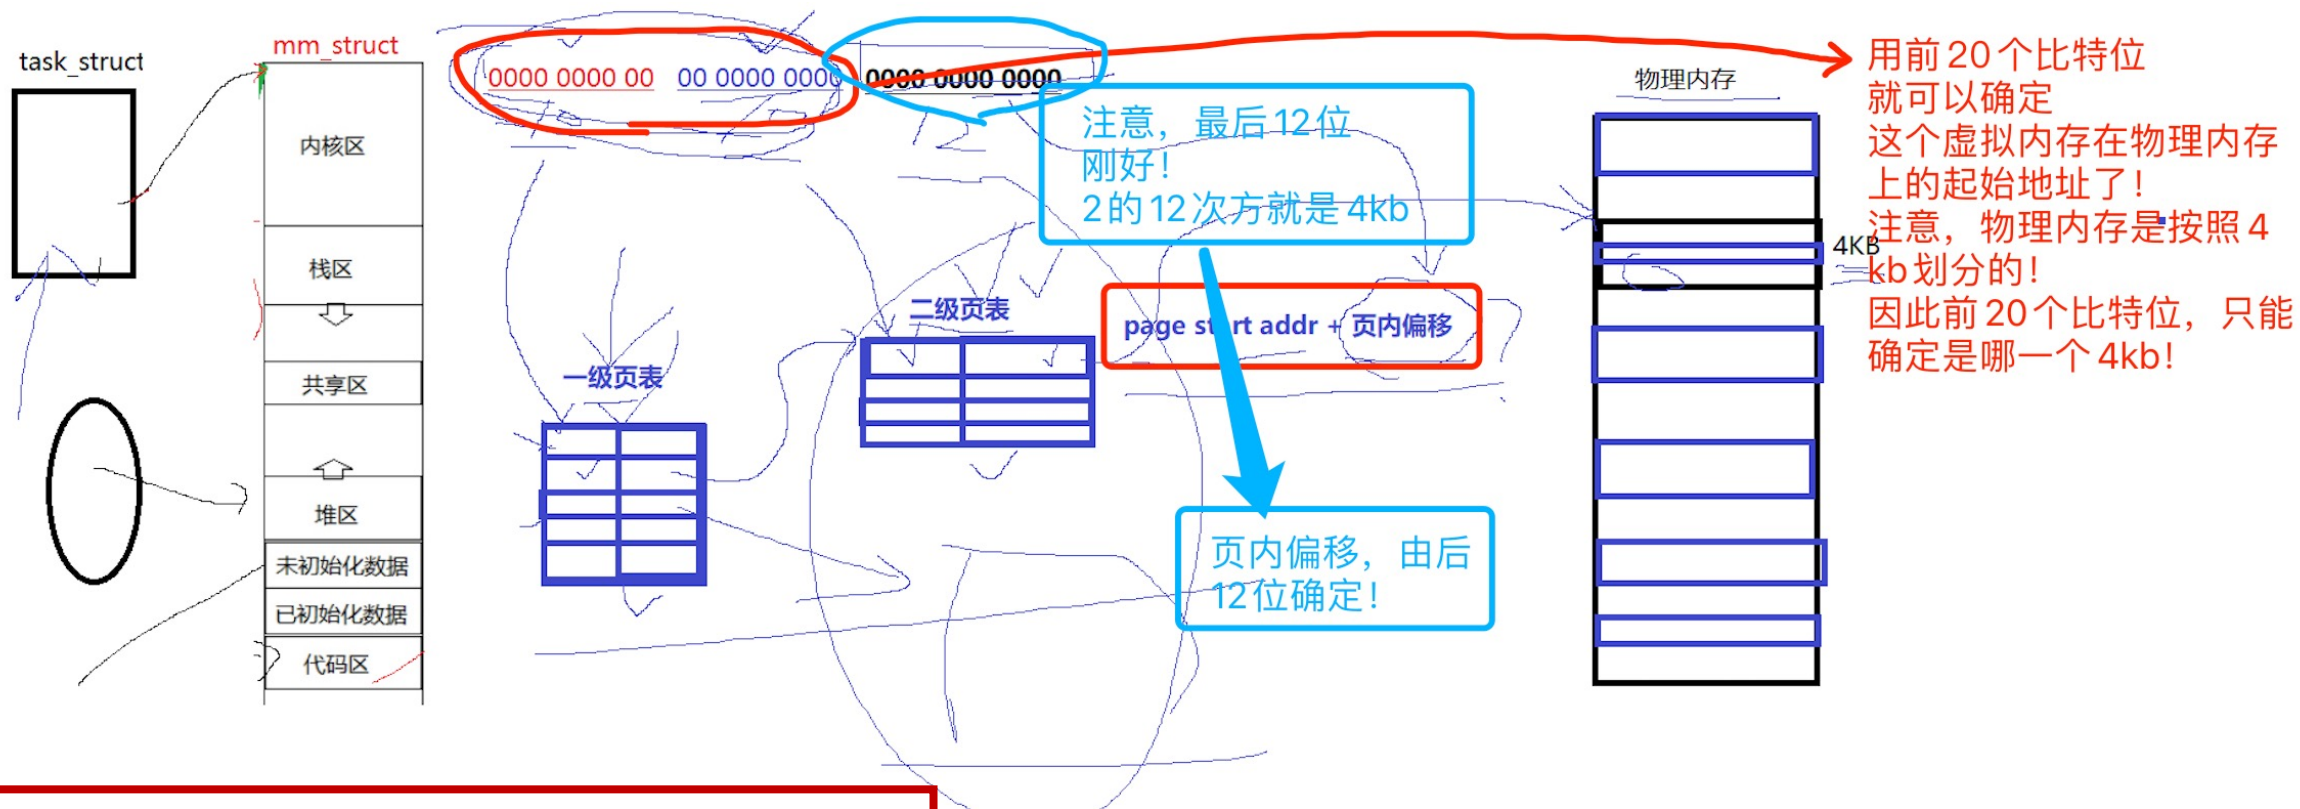 task_struct
mm_struct
内核区
栈区
共享区
堆区
未初始化数据
已初始化数据
代码区
0000 0000 00 00 0000 0000 0000 0000 0000
注意，最后12位
刚好！
2的12次方就是4kb
一级页表
二级页表
page start addr + 页内偏移
页内偏移，由后
12位确定！
物理内存
4KB
用前20个比特位
就可以确定
这个虚拟内存在物理内存
上的起始地址了！
注意，物理内存是按照4
kb划分的！
因此前20个比特位，只能
确定是哪一个4kb！